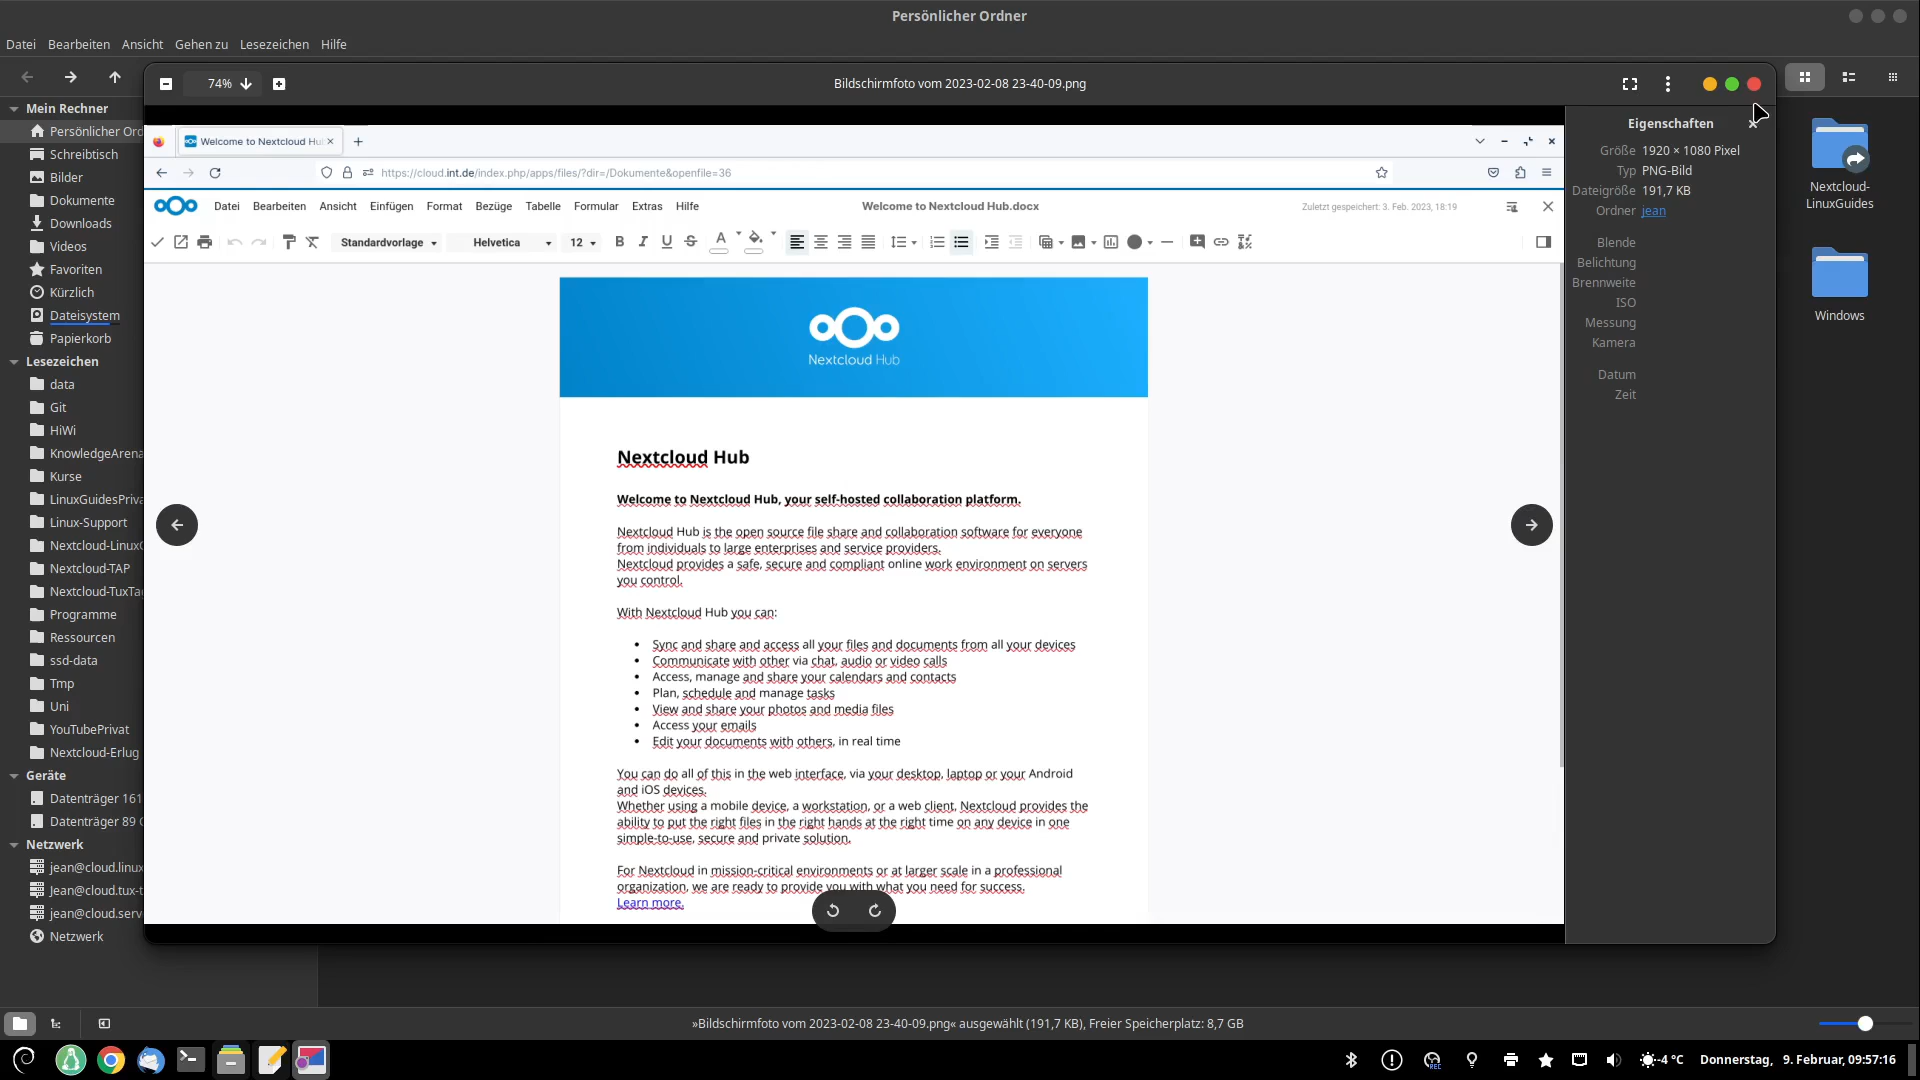 Persönlicher Ordner
Datei Bearbeiten Ansicht Gehen zu Lesezeichen Hilfe
74%
Bildschirmfoto vom 2023-02-08 23-40-09.png
Mein Rechner
Persönlicher Ord
Schreibtisch
Bilder
Dokumente
Downloads
Videos
Favoriten
Kürzlich
Dateisystem
Papierkorb
Lesezeichen
data
Git
HiWi
KnowledgeArena
Kurse
LinuxGuidesPriva
Linux-Support
Nextcloud-LinuxG
Nextcloud-TAP
Nextcloud-TuxTa
Programme
Ressourcen
ssd-data
Tmp
Uni
YouTubePrivat
Nextcloud-Erlug
Geräte
Datenträger 161
Datenträger 89 G
Netzwerk
jean@cloud.linux
Jean@cloud.tux-t
jean@cloud.serv
Netzwerk
Welcome to Nextcloud Hu
https://cloud.int.de/index.php/apps/files/?dir=/Dokumente&openfile=36
Datei Bearbeiten Ansicht Einfügen Format Bezüge Tabelle Formular Extras Hilfe
Welcome to Nextcloud Hub.docx
Zuletzt gespeichert: 3. Feb. 2023, 18:19
Standardvorlage Helvetica 12 B I U S A
Nextcloud Hub
Nextcloud Hub
Welcome to Nextcloud Hub, your self-hosted collaboration platform.
Nextcloud Hub is the open source file share and collaboration software for everyone
from individuals to large enterprises and service providers.
Nextcloud provides a safe, secure and compliant online work environment on servers
you control.
With Nextcloud Hub you can:
• Sync and share and access all your files and documents from all your devices
• Communicate with other via chat, audio or video calls
• Access, manage and share your calendars and contacts
• Plan, schedule and manage tasks
• View and share your photos and media files
• Access your emails
• Edit your documents with others, in real time
You can do all of this in the web interface, via your desktop, laptop or your Android
and iOS devices.
Whether using a mobile device, a workstation, or a web client, Nextcloud provides the
ability to put the right files in the right hands at the right time on any device in one
simple-to-use, secure and private solution.
For Nextcloud in mission-critical environments or at larger scale in a professional
organization, we are ready to provide you with what you need for success.
Learn more.
Eigenschaften
Größe 1920 × 1080 Pixel
Typ PNG-Bild
Dateigröße 191,7 KB
Ordner jean
Blende
Belichtung
Brennweite
ISO
Messung
Kamera
Datum
Zeit
Nextcloud-
LinuxGuides
Windows
»Bildschirmfoto vom 2023-02-08 23-40-09.png« ausgewählt (191,7 KB), Freier Speicherplatz: 8,7 GB
REC
-4 °C
Donnerstag, 9. Februar, 09:57:16